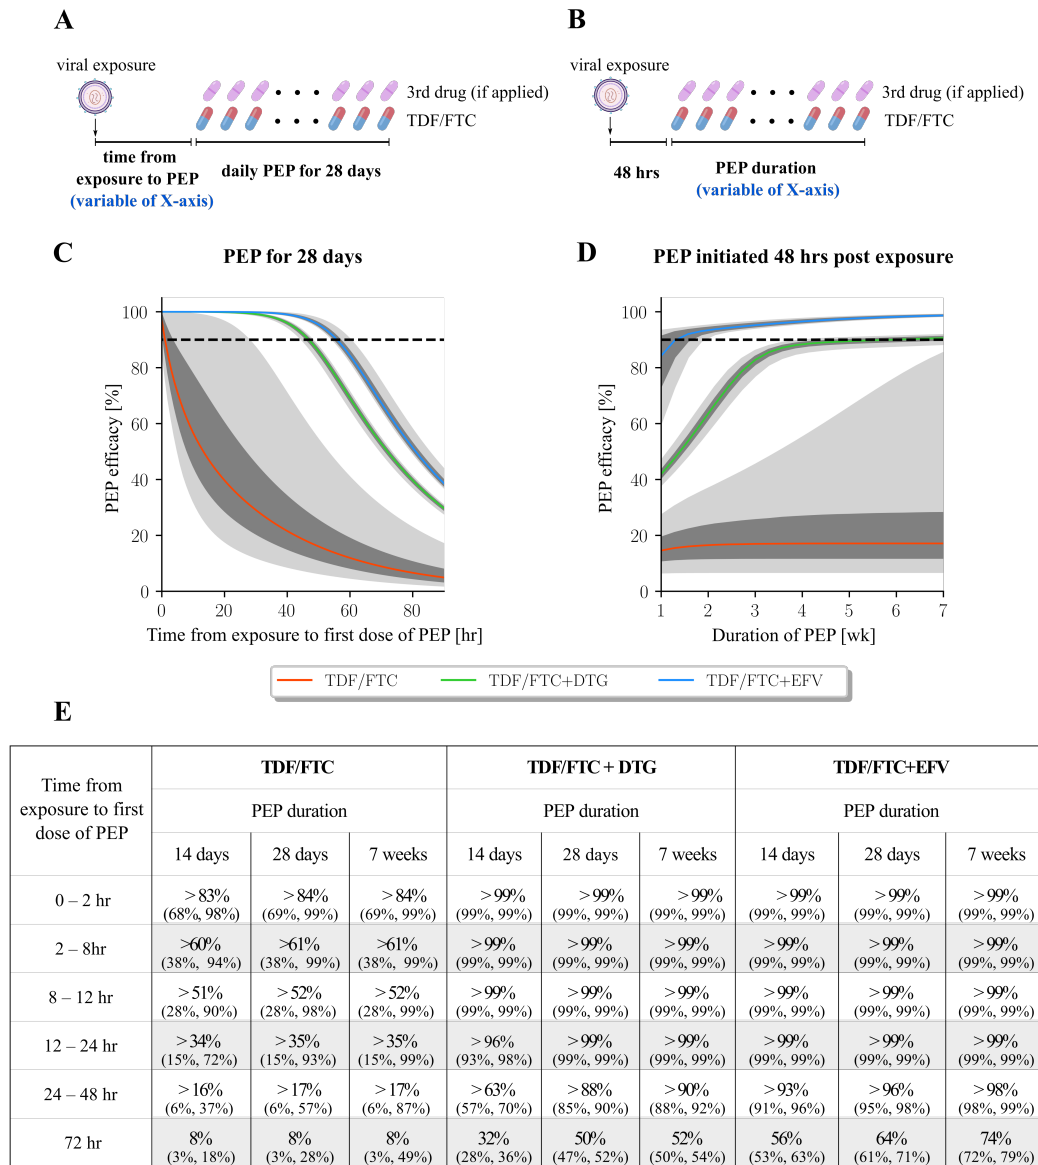 A
viral exposure
3rd drug (if applied)
TDF/FTC
time from
exposure to PEP
(variable of X-axis)
daily PEP for 28 days
B
viral exposure
3rd drug (if applied)
TDF/FTC
48 hrs
PEP duration
(variable of X-axis)
C
PEP for 28 days
PEP efficacy [%]
100
80
60
40
20
0
0 20 40 60 80
Time from exposure to first dose of PEP [hr]
D
PEP initiated 48 hrs post exposure
PEP efficacy [%]
100
80
60
40
20
0
1 2 3 4 5 6 7
Duration of PEP [wk]
TDF/FTC TDF/FTC+DTG TDF/FTC+EFV
E
Time from
exposure to first
dose of PEP
TDF/FTC TDF/FTC + DTG TDF/FTC+EFV
PEP duration PEP duration PEP duration
14 days 28 days 7 weeks 14 days 28 days 7 weeks 14 days 28 days 7 weeks
0 – 2 hr >83% >84% >84% >99% >99% >99% >99% >99% >99%
(68%, 98%) (69%, 99%) (69%, 99%) (99%, 99%) (99%, 99%) (99%, 99%) (99%, 99%) (99%, 99%) (99%, 99%)
2 – 8hr >60% >61% >61% >99% >99% >99% >99% >99% >99%
(38%, 94%) (38%, 99%) (38%, 99%) (99%, 99%) (99%, 99%) (99%, 99%) (99%, 99%) (99%, 99%) (99%, 99%)
8 – 12 hr >51% >52% >52% >99% >99% >99% >99% >99% >99%
(28%, 90%) (28%, 98%) (28%, 99%) (99%, 99%) (99%, 99%) (99%, 99%) (99%, 99%) (99%, 99%) (99%, 99%)
12 – 24 hr >34% >35% >35% >96% >99% >99% >99% >99% >99%
(15%, 72%) (15%, 93%) (15%, 99%) (93%, 98%) (99%, 99%) (99%, 99%) (99%, 99%) (99%, 99%) (99%, 99%)
24 – 48 hr >16% >17% >17% >63% >88% >90% >93% >96% >98%
(6%, 37%) (6%, 57%) (6%, 87%) (57%, 70%) (85%, 90%) (88%, 92%) (91%, 96%) (95%, 98%) (98%, 99%)
72 hr 8% 8% 8% 32% 50% 52% 56% 64% 74%
(3%, 18%) (3%, 28%) (3%, 49%) (28%, 36%) (47%, 52%) (50%, 54%) (53%, 63%) (61%, 71%) (72%, 79%)